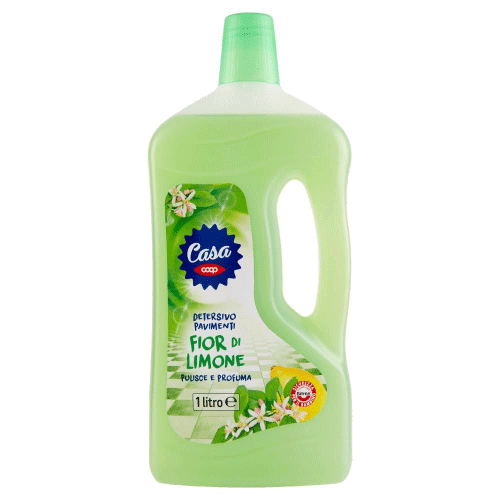 Casa
coop
DETERSIVO
PAVIMENTI
FIOR DI
LIMONE
PULISCE E PROFUMA
1 litro e